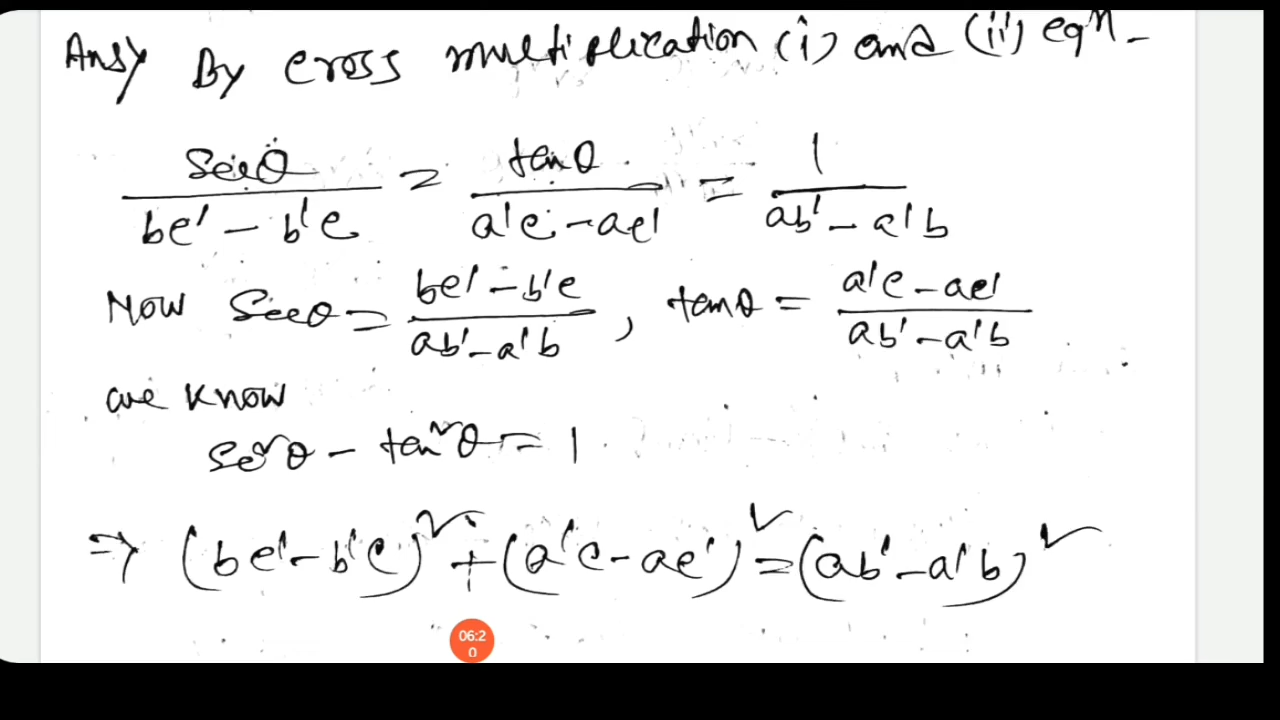 Ansy By cross multiplication (i) and (ii) eqn -
secθ / bc' - b'c = tanθ / a'c - ac' = 1 / ab' - a'b
Now secθ = bc' - b'c / ab' - a'b , tanθ = a'c - ac' / ab' - a'b
we know
sec²θ - tan²θ = 1
⇒ (bc' - b'c)² + (a'c - ac')² = (ab' - a'b)²
06:20